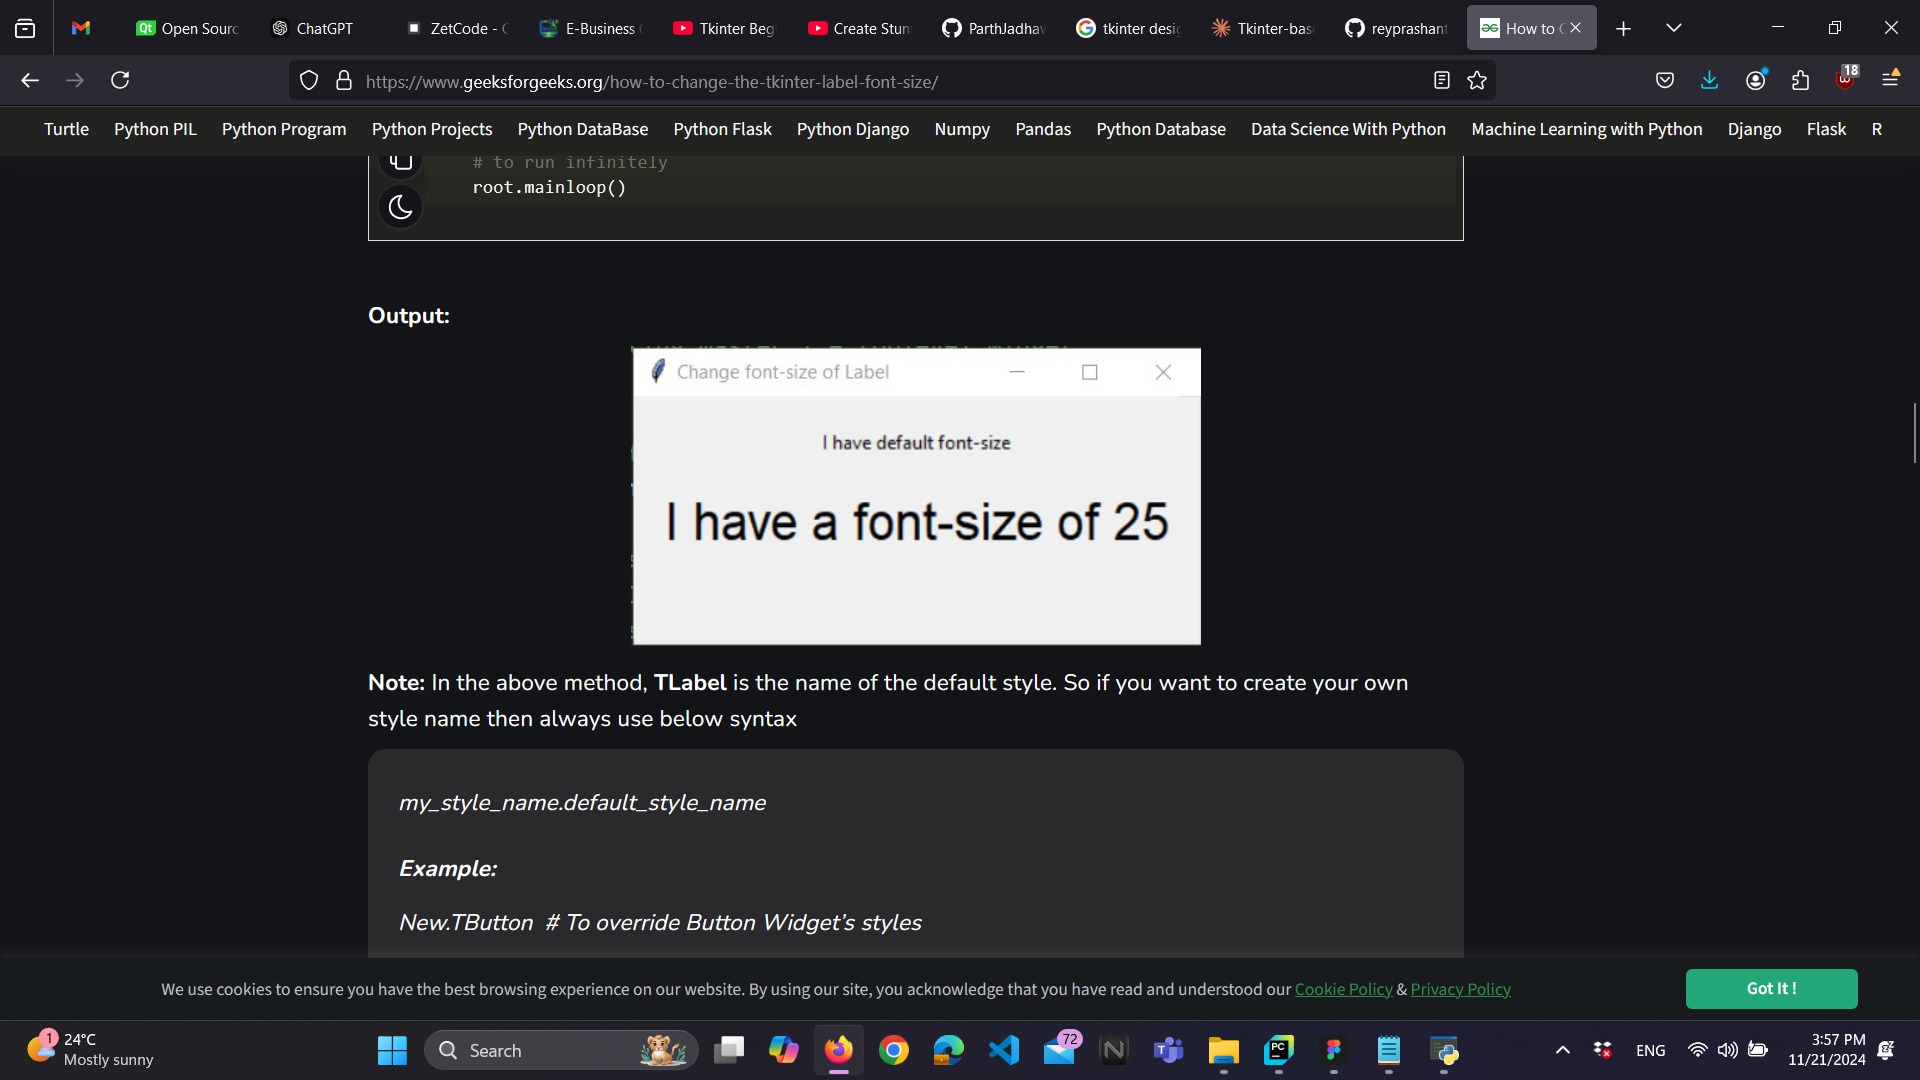 Open Sourc
ChatGPT
ZetCode - C
E-Business (
Tkinter Begi
Create Stun
ParthJadhav
tkinter desig
Tkinter-bas
reyprashant
How to C
https://www.geeksforgeeks.org/how-to-change-the-tkinter-label-font-size/
18
Turtle Python PIL Python Program Python Projects Python DataBase Python Flask Python Django Numpy Pandas Python Database Data Science With Python Machine Learning with Python Django Flask R
# to run infinitely
root.mainloop()
Output:
Change font-size of Label
I have default font-size
I have a font-size of 25
Note: In the above method, TLabel is the name of the default style. So if you want to create your own
style name then always use below syntax
my_style_name.default_style_name
Example:
New.TButton # To override Button Widget’s styles
We use cookies to ensure you have the best browsing experience on our website. By using our site, you acknowledge that you have read and understood our Cookie Policy & Privacy Policy
Got It !
1
24°C
Mostly sunny
Search
72
ENG
3:57 PM
11/21/2024